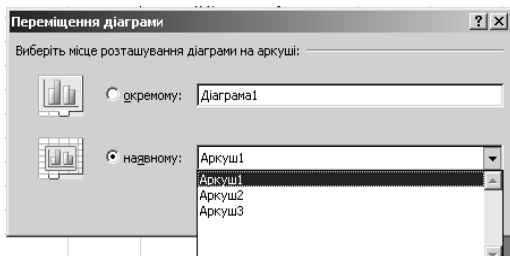 Переміщення діаграми
Виберіть місце розташування діаграми на аркуші:
окремому: Діаграма1
наявному: Аркуш1
Аркуш1
Аркуш2
Аркуш3